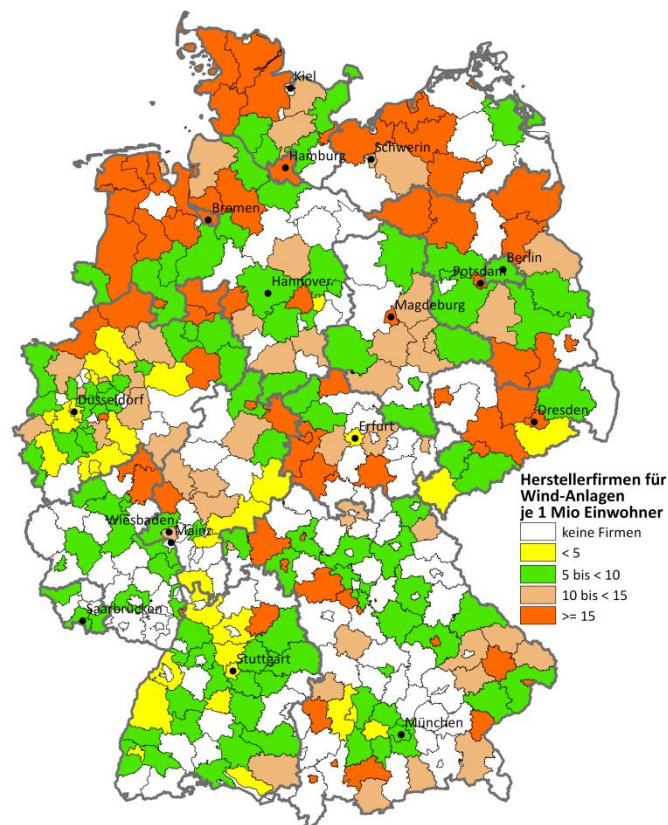 Kiel
Schwerin
Hamburg
Bremen
Berlin
Potsdam
Hannover
Magdeburg
Düsseldorf
Dresden
Erfurt
Herstellerfirmen für
Wind-Anlagen
je 1 Mio Einwohner
keine Firmen
< 5
5 bis < 10
10 bis < 15
>= 15
Wiesbaden
Mainz
Saarbrücken
Stuttgart
München